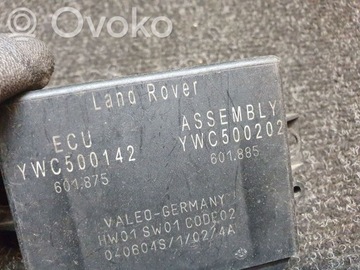 OVOKO
Land Rover
ECU
YWC500142
601.875
ASSEMBLY
YWC500202
601.885
VALEO-GERMANY
HW01 SW01 CODE02
040604S/1/02/4A